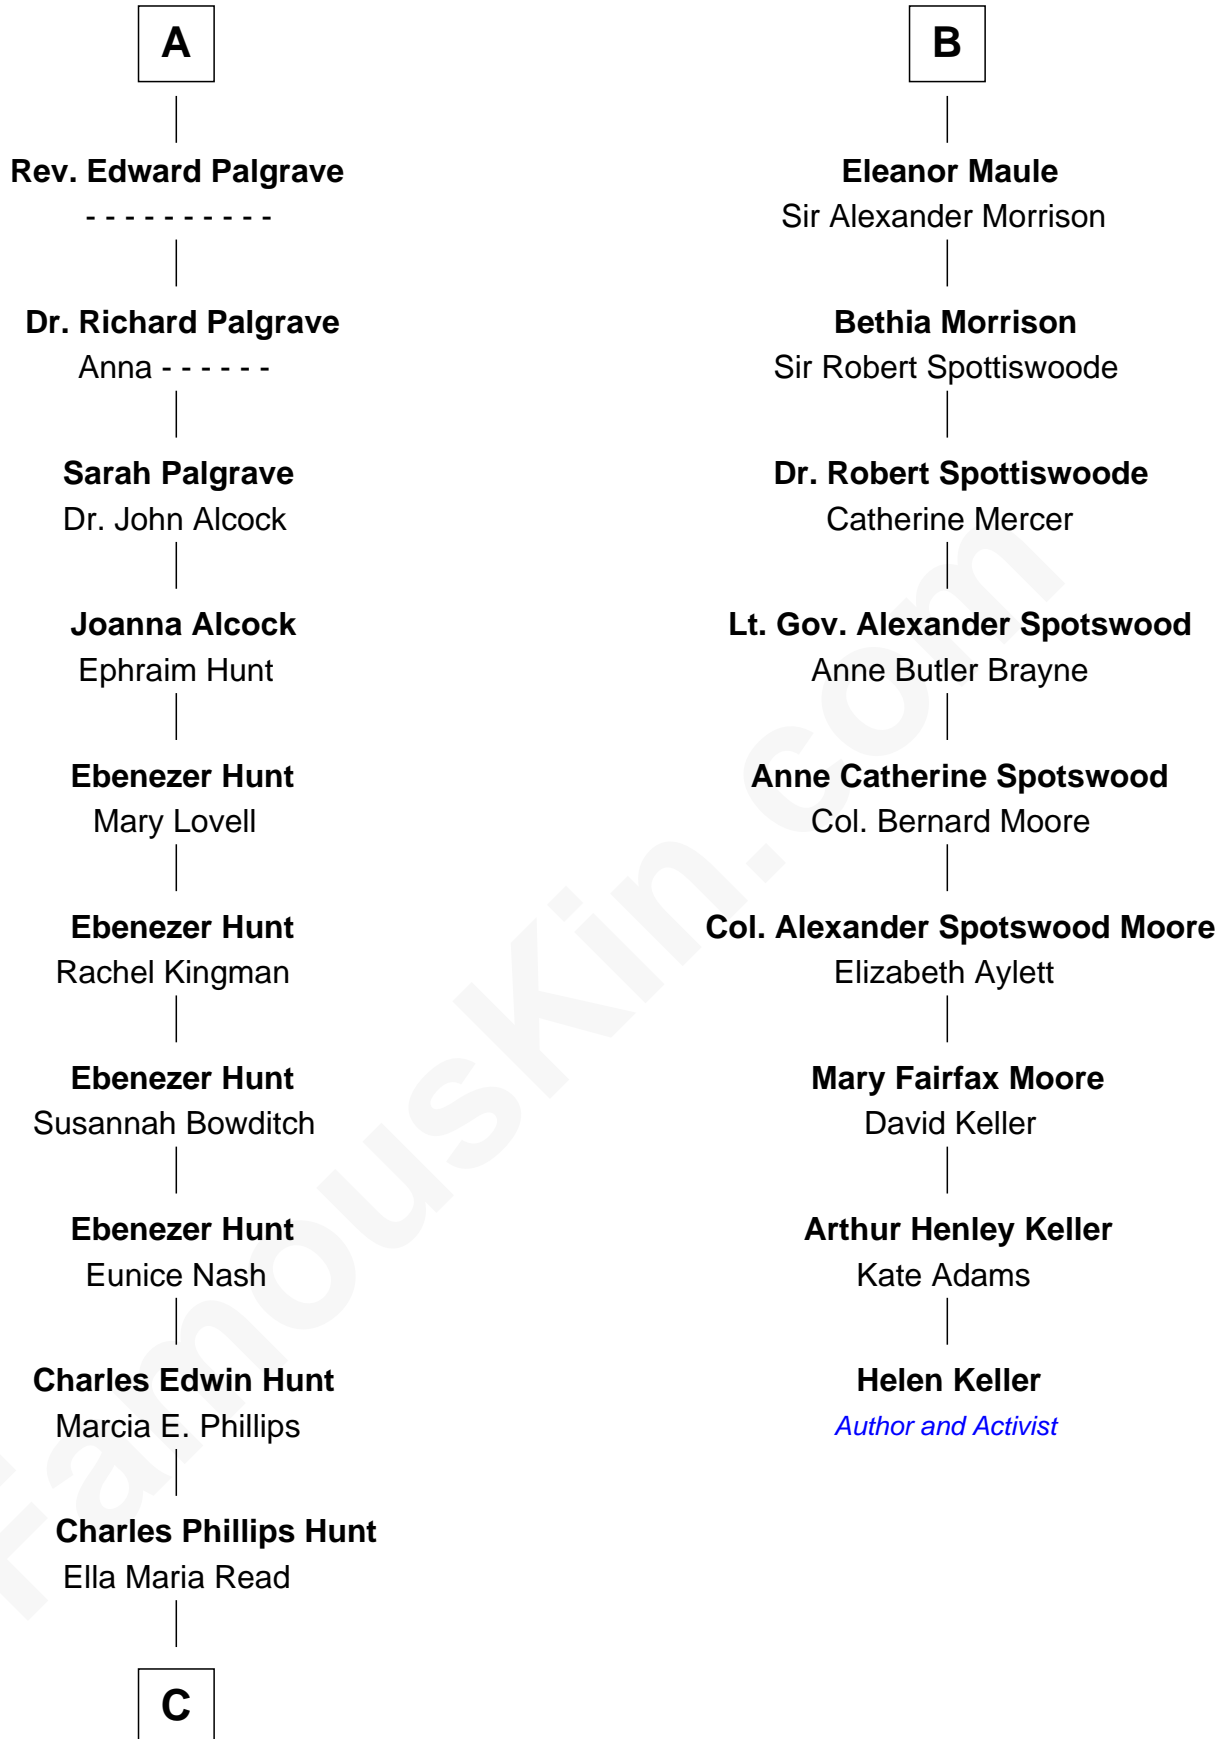 A
Rev. Edward Palgrave
- - - - - - - - - -
Dr. Richard Palgrave
Anna - - - - - -
Sarah Palgrave
Dr. John Alcock
Joanna Alcock
Ephraim Hunt
Ebenezer Hunt
Mary Lovell
Ebenezer Hunt
Rachel Kingman
Ebenezer Hunt
Susannah Bowditch
Ebenezer Hunt
Eunice Nash
Charles Edwin Hunt
Marcia E. Phillips
Charles Phillips Hunt
Ella Maria Read
C
B
Eleanor Maule
Sir Alexander Morrison
Bethia Morrison
Sir Robert Spottiswoode
Dr. Robert Spottiswoode
Catherine Mercer
Lt. Gov. Alexander Spotswood
Anne Butler Brayne
Anne Catherine Spotswood
Col. Bernard Moore
Col. Alexander Spotswood Moore
Elizabeth Aylett
Mary Fairfax Moore
David Keller
Arthur Henley Keller
Kate Adams
Helen Keller
Author and Activist
FamousKin.com